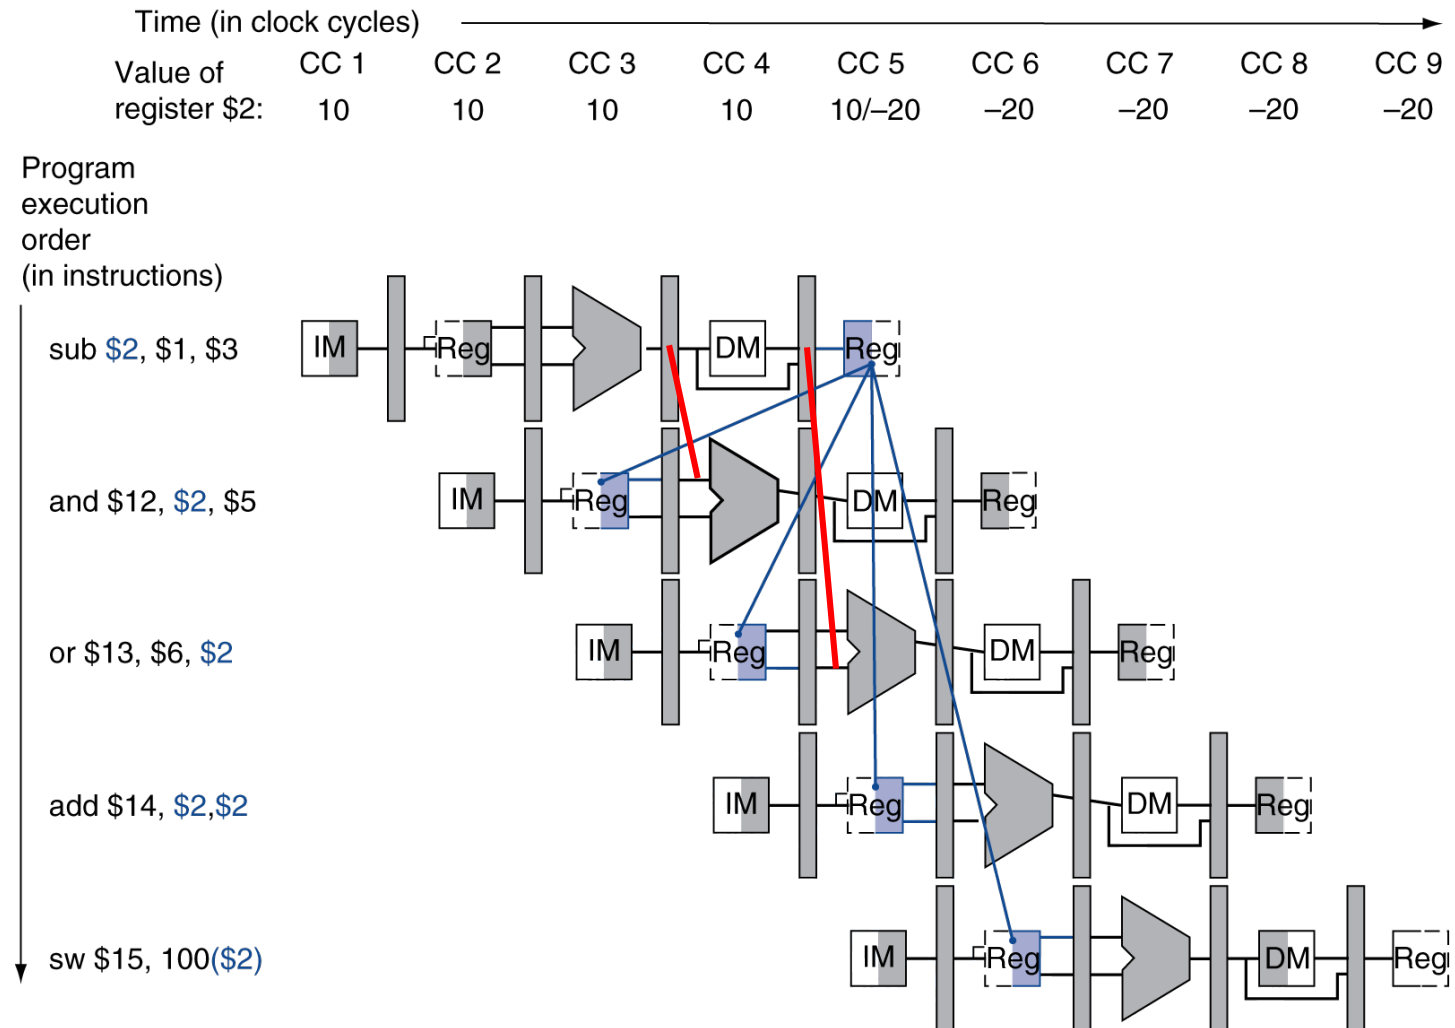 Time (in clock cycles)
Value of register $2:
CC 1 CC 2 CC 3 CC 4 CC 5 CC 6 CC 7 CC 8 CC 9
10 10 10 10 10/–20 –20 –20 –20 –20
Program
execution
order
(in instructions)
sub $2, $1, $3
IM Reg DM Reg
and $12, $2, $5
IM Reg DM Reg
or $13, $6, $2
IM Reg DM Reg
add $14, $2,$2
IM Reg DM Reg
sw $15, 100($2)
IM Reg DM Reg